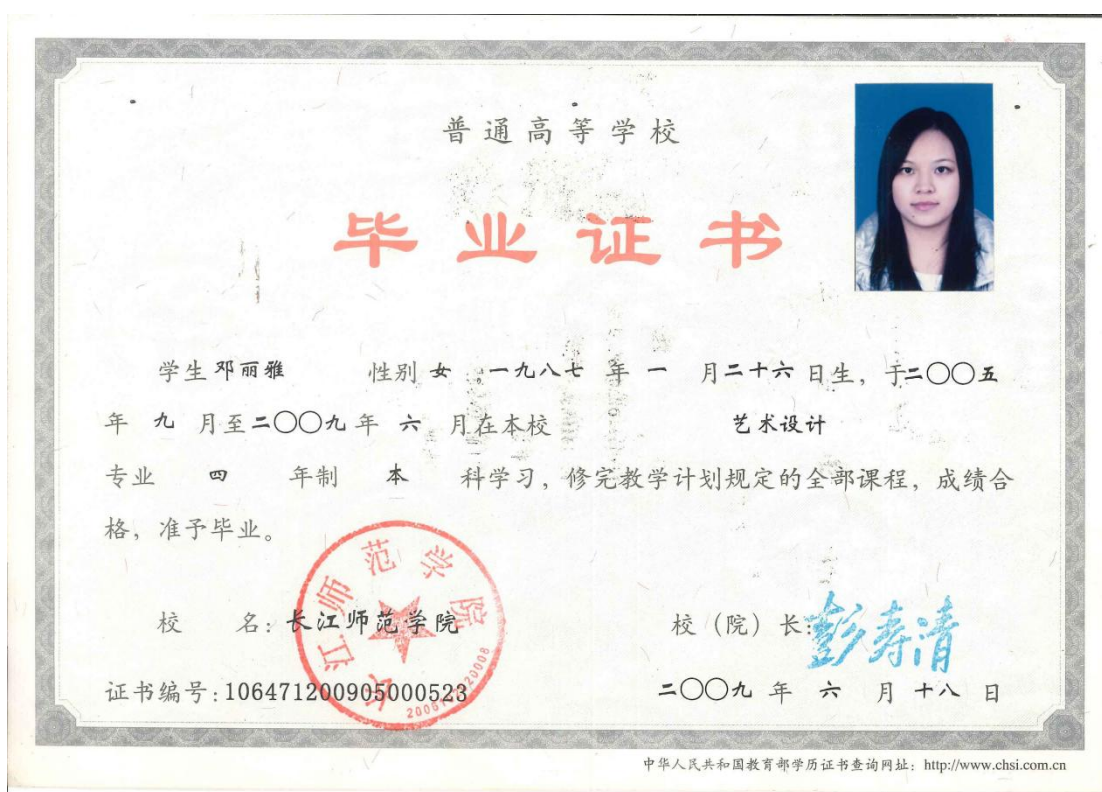 普通高等学校
毕业证书
学生 邓丽雅 性别 女 ，一九八七 年 一 月 二十六 日生，于二〇〇五
年 九 月至二〇〇九 年 六 月在本校 艺术设计
专业 四 年制 本 科学习，修完教学计划规定的全部课程，成绩合
格，准予毕业。
长江师范学院
校 名：长江师范学院 校（院）长：彭寿清
证书编号：106471200905000523 二〇〇九 年 六 月 十八 日
中华人民共和国教育部学历证书查询网址：http://www.chsi.com.cn